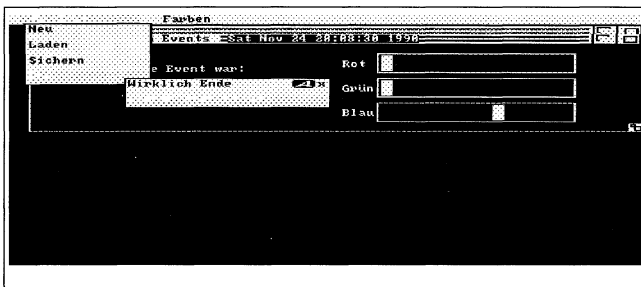 Farben
Neu
Laden
Sichern
Events Sat Nov 24 20:08:30 1990
e Event war:
Wirklich Ende x
Rot
Grün
Blau